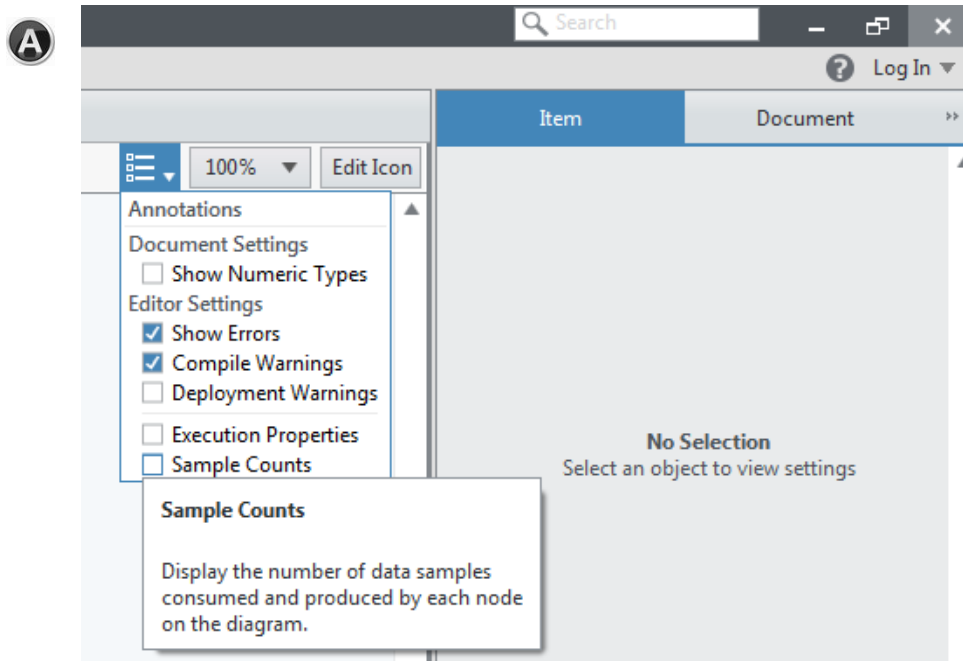 A
Search
Log In
Item
Document
100%
Edit Icon
Annotations
Document Settings
Show Numeric Types
Editor Settings
Show Errors
Compile Warnings
Deployment Warnings
Execution Properties
Sample Counts
No Selection
Select an object to view settings
Sample Counts
Display the number of data samples
consumed and produced by each node
on the diagram.